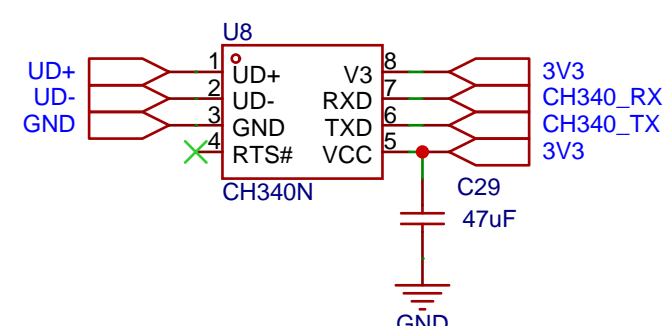 U8
UD+ 1 UD+ V3 8 3V3
UD- 2 UD- RXD 7 CH340_RX
GND 3 GND TXD 6 CH340_TX
4 RTS# VCC 5 3V3
CH340N
C29
47uF
GND